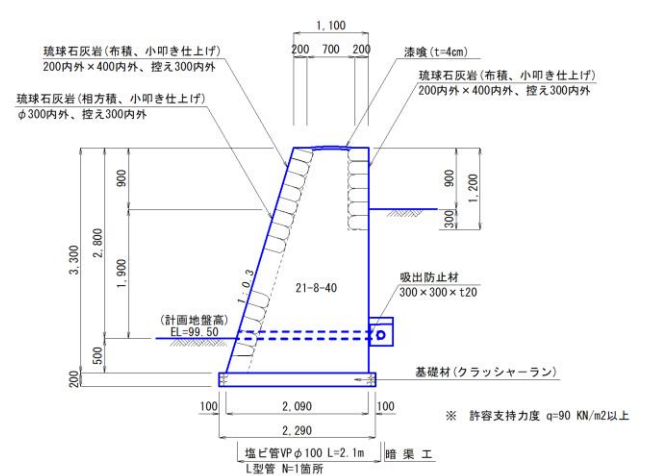 1,100
200 700 200
琉球石灰岩(布積、小叩き仕上げ)
200内外×400内外、控え300内外
琉球石灰岩(相方積、小叩き仕上げ)
φ300内外、控え300内外
漆喰(t=4cm)
琉球石灰岩(布積、小叩き仕上げ)
200内外×400内外、控え300内外
900
2,800
3,300
1,900
500
200
900
300
1,200
1:0.3
21-8-40
吸出防止材
300×300×t20
(計画地盤高)
EL=99.50
基礎材(クラッシャーラン)
100 2,090 100
2,290
※ 許容支持力度 q=90 KN/m2以上
塩ビ管VPφ100 L=2.1m 暗渠工
L型管 N=1箇所